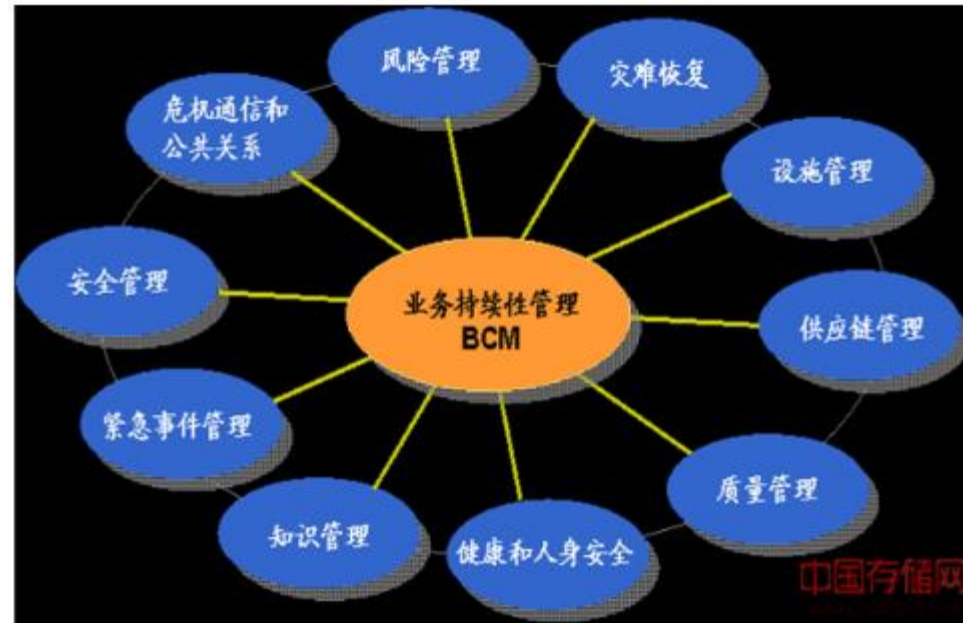 风险管理
灾难恢复
危机通信和
公共关系
设施管理
安全管理
业务持续性管理
BCM
供应链管理
紧急事件管理
质量管理
知识管理
健康和人身安全
中国存储网